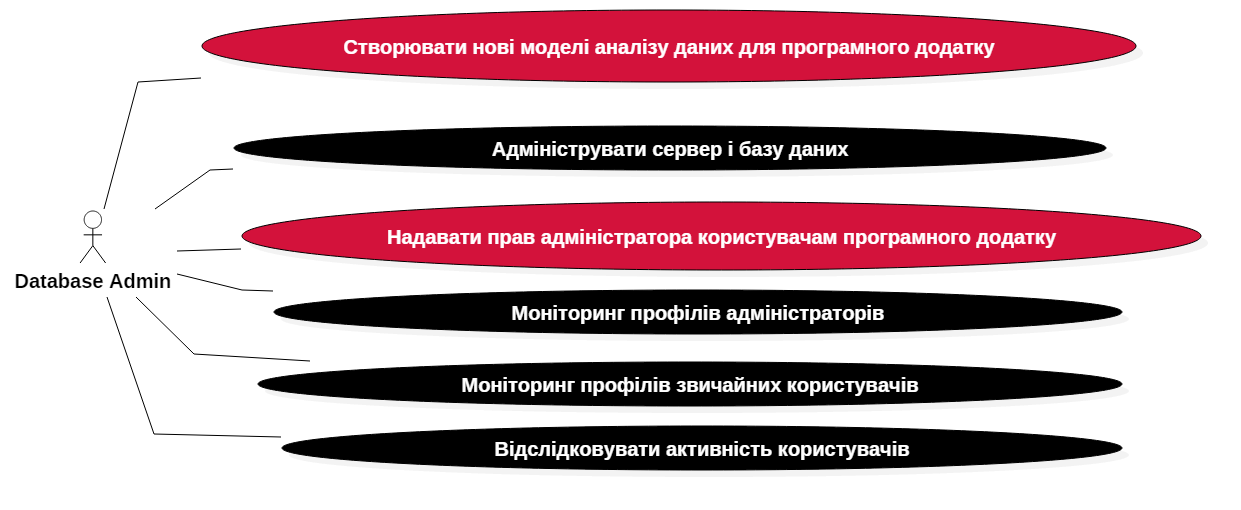 Створювати нові моделі аналізу даних для програмного додатку
Адмініструвати сервер і базу даних
Надавати прав адміністратора користувачам програмного додатку
Database Admin
Моніторинг профілів адміністраторів
Моніторинг профілів звичайних користувачів
Відслідковувати активність користувачів